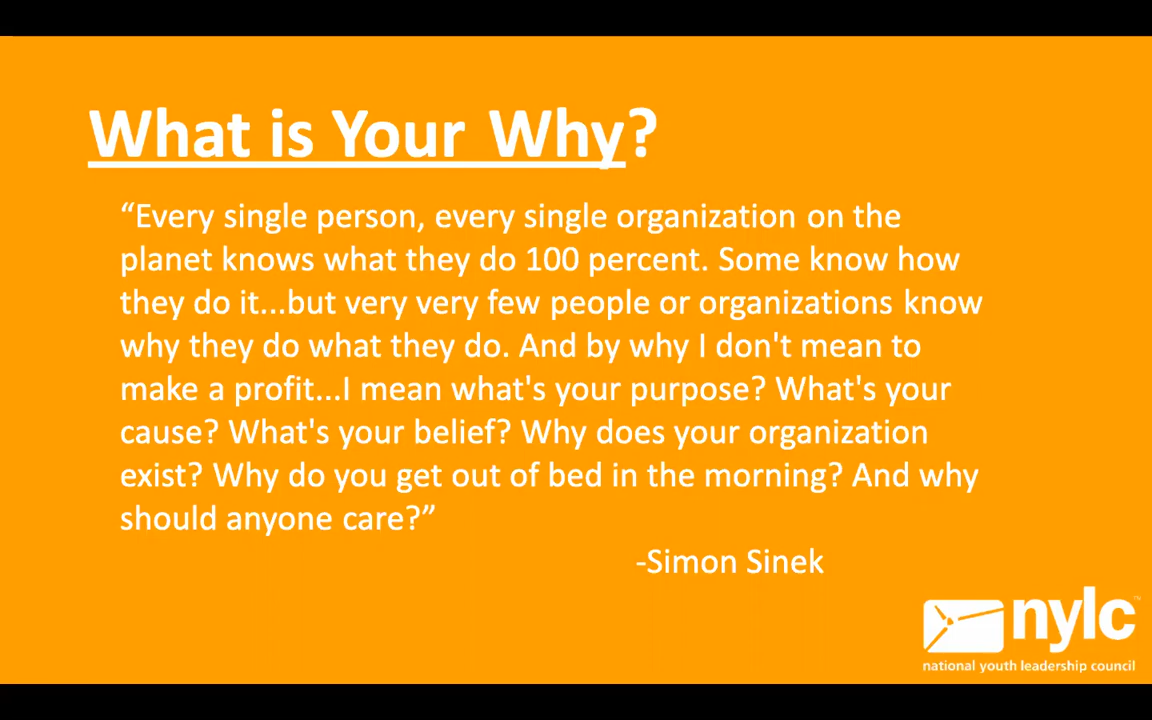 What is Your Why?
“Every single person, every single organization on the
planet knows what they do 100 percent. Some know how
they do it...but very very few people or organizations know
why they do what they do. And by why I don't mean to
make a profit...I mean what's your purpose? What's your
cause? What's your belief? Why does your organization
exist? Why do you get out of bed in the morning? And why
should anyone care?”
-Simon Sinek
nylc™
national youth leadership council